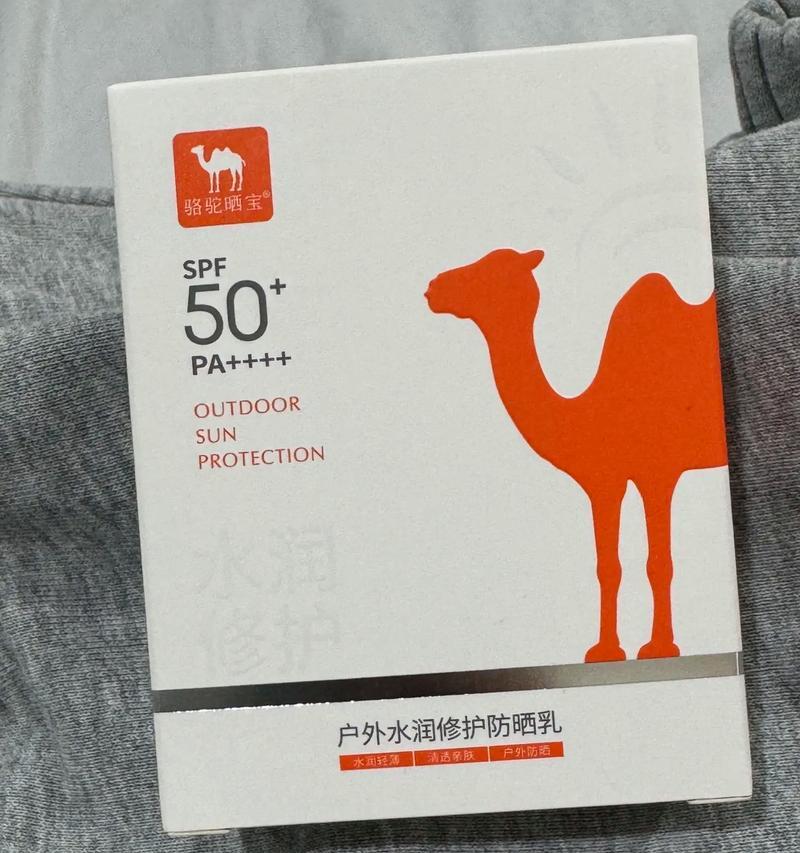 骆驼晒宝®
SPF
50+
PA++++
OUTDOOR
SUN
PROTECTION
水润
修护
户外水润修护防晒乳
水润轻薄 清透亲肤 户外防晒